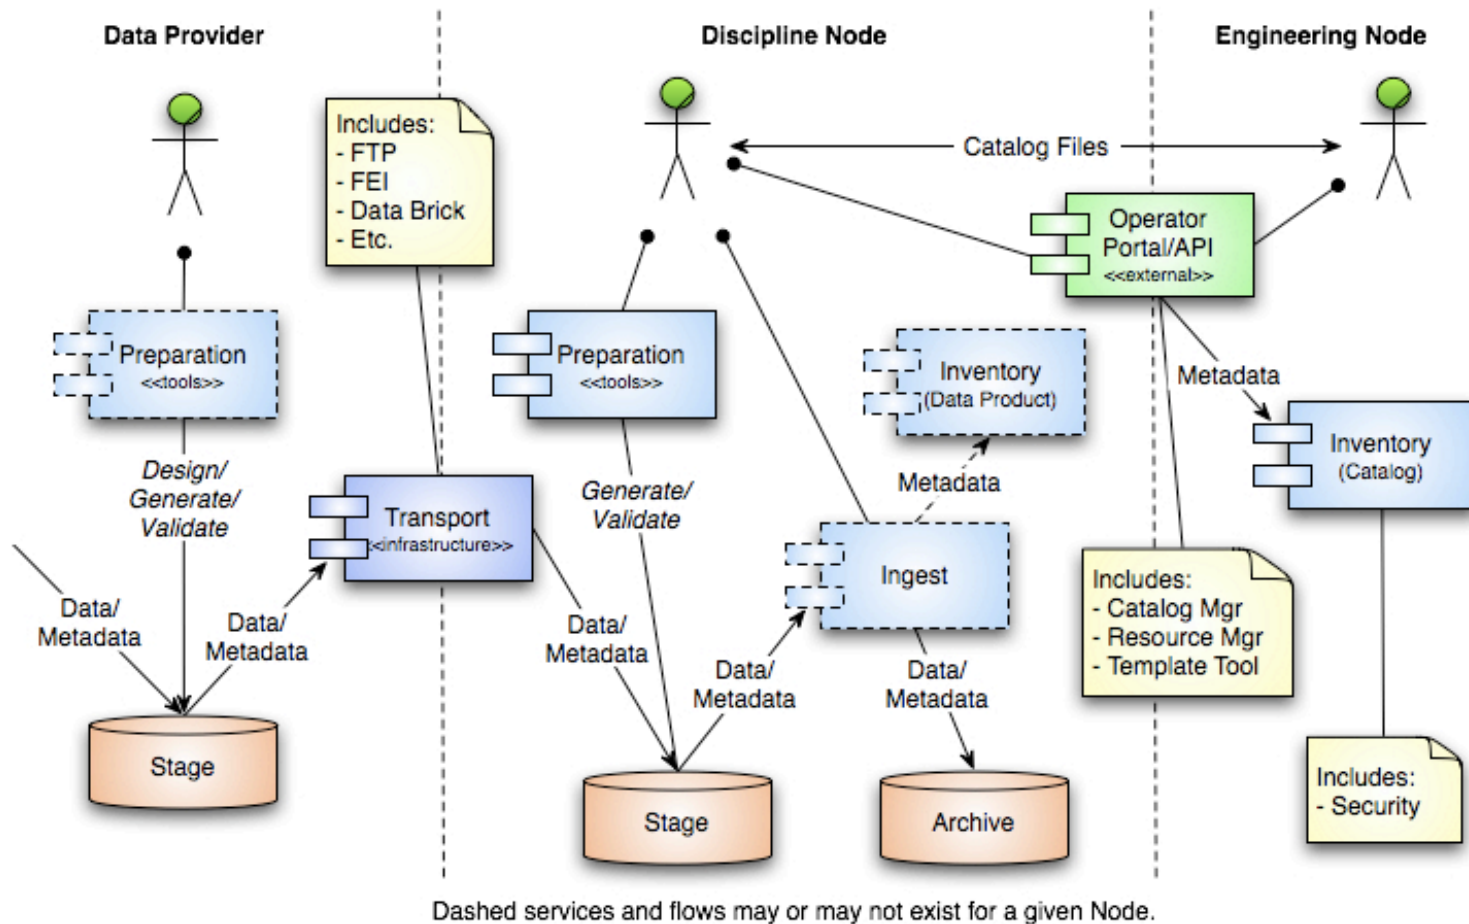 Data Provider
Discipline Node
Engineering Node
Includes:
- FTP
- FEI
- Data Brick
- Etc.
Catalog Files
Operator
Portal/API
<<external>>
Preparation
<<tools>>
Preparation
<<tools>>
Inventory
(Data Product)
Metadata
Inventory
(Catalog)
Design/
Generate/
Validate
Transport
<<infrastructure>>
Generate/
Validate
Metadata
Ingest
Includes:
- Catalog Mgr
- Resource Mgr
- Template Tool
Data/
Metadata
Data/
Metadata
Data/
Metadata
Data/
Metadata
Data/
Metadata
Stage
Stage
Archive
Includes:
- Security
Dashed services and flows may or may not exist for a given Node.